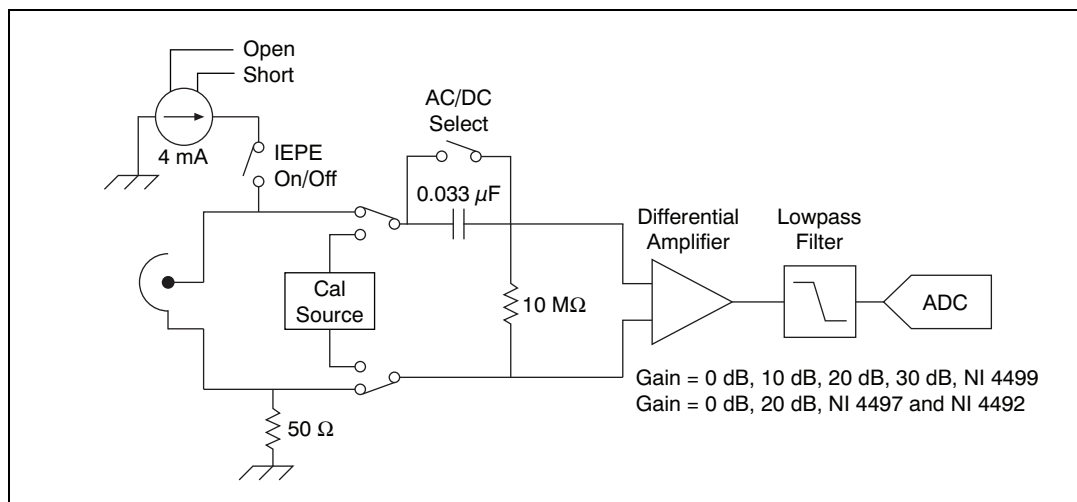 Open
Short
4 mA
IEPE
On/Off
AC/DC
Select
0.033 µF
Differential
Amplifier
Lowpass
Filter
Cal
Source
10 MΩ
ADC
Gain = 0 dB, 10 dB, 20 dB, 30 dB, NI 4499
Gain = 0 dB, 20 dB, NI 4497 and NI 4492
50 Ω